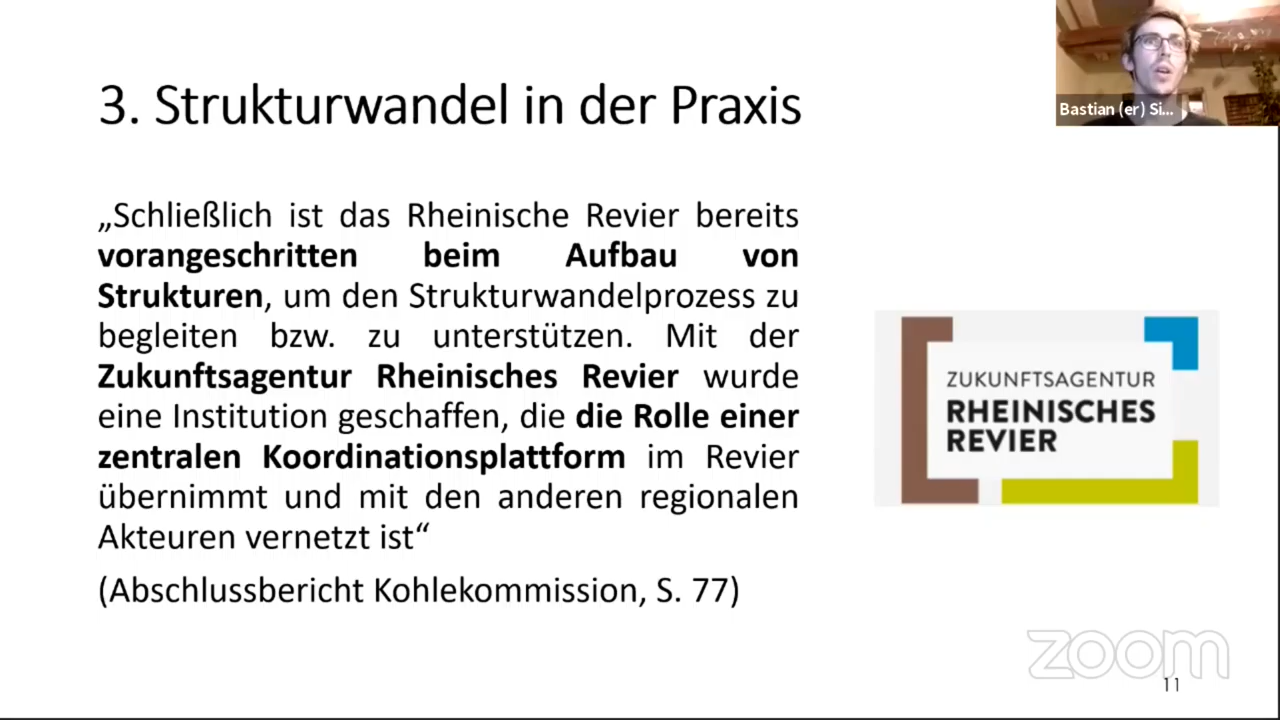 3. Strukturwandel in der Praxis
Bastian (er) Si...
„Schließlich ist das Rheinische Revier bereits
vorangeschritten beim Aufbau von
Strukturen, um den Strukturwandelprozess zu
begleiten bzw. zu unterstützen. Mit der
Zukunftsagentur Rheinisches Revier wurde
eine Institution geschaffen, die die Rolle einer
zentralen Koordinationsplattform im Revier
übernimmt und mit den anderen regionalen
Akteuren vernetzt ist“
(Abschlussbericht Kohlekommission, S. 77)
ZUKUNFTSAGENTUR
RHEINISCHES
REVIER
zoom
11